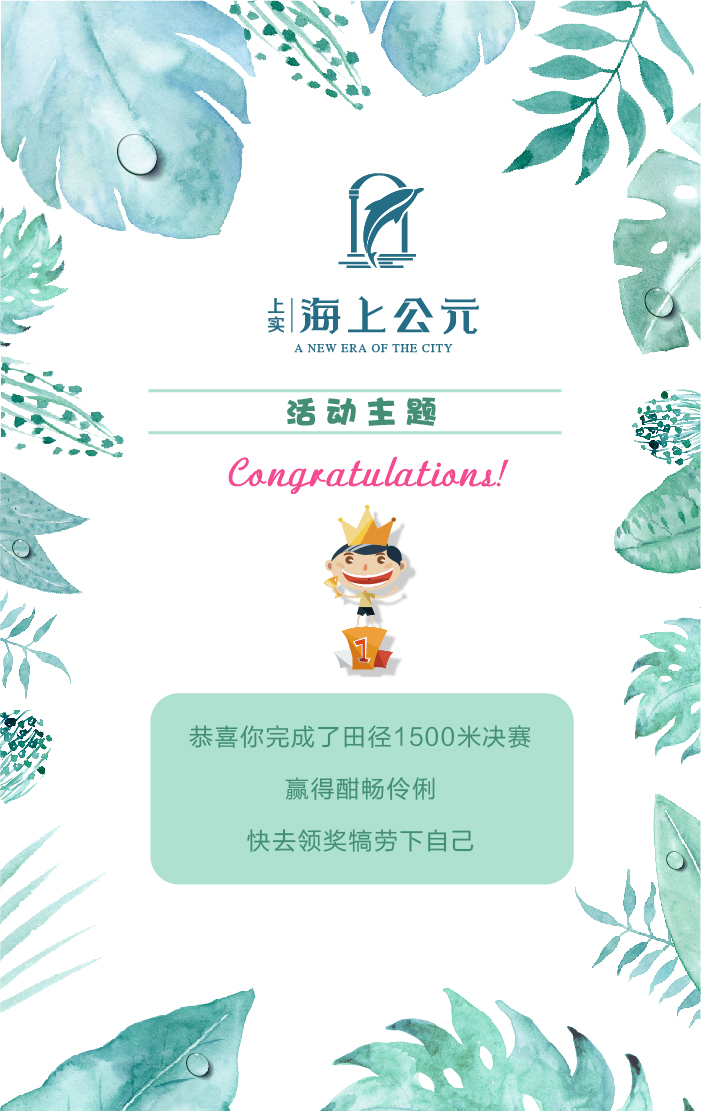 上实 海上公元
A NEW ERA OF THE CITY
活动主题
Congratulations!
1
恭喜你完成了田径1500米决赛
赢得酣畅伶俐
快去领奖犒劳下自己